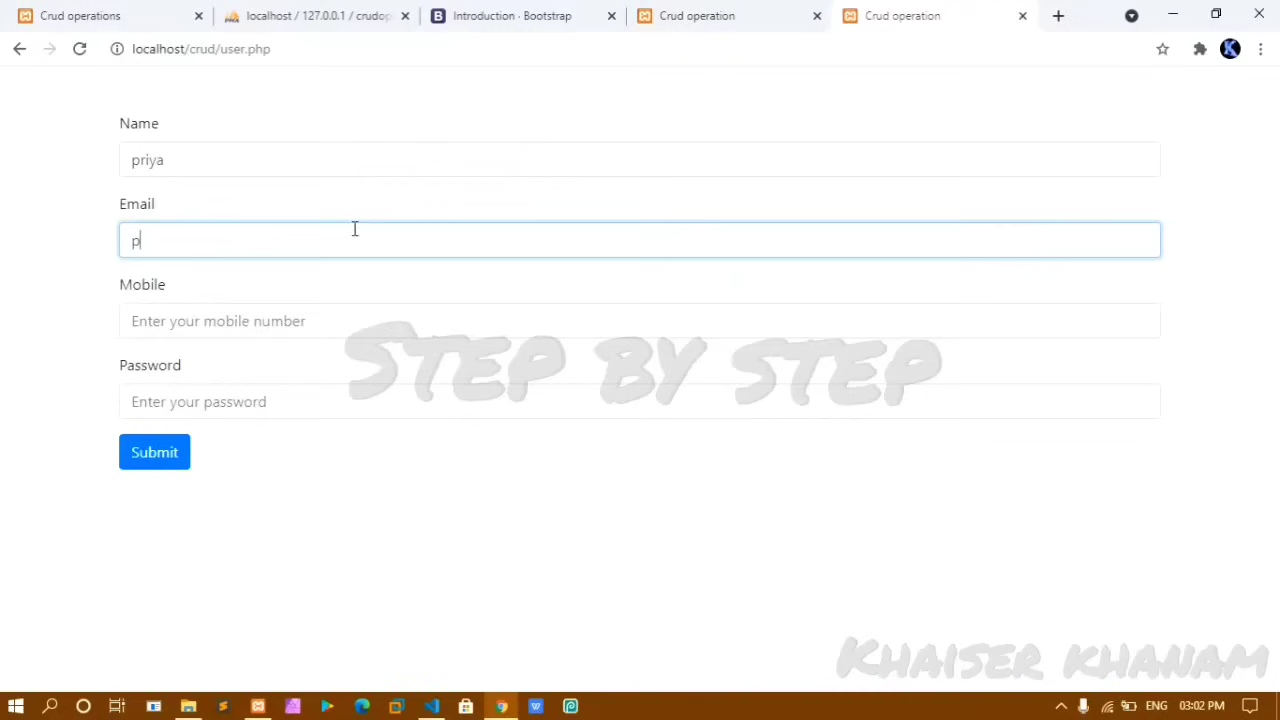 Crud operations
localhost / 127.0.0.1 / crudop
Introduction · Bootstrap
Crud operation
Crud operation
localhost/crud/user.php
Name
priya
Email
p
Mobile
Enter your mobile number
Password
Enter your password
Submit
Step by step
Khaiser khanam
ENG
03:02 PM